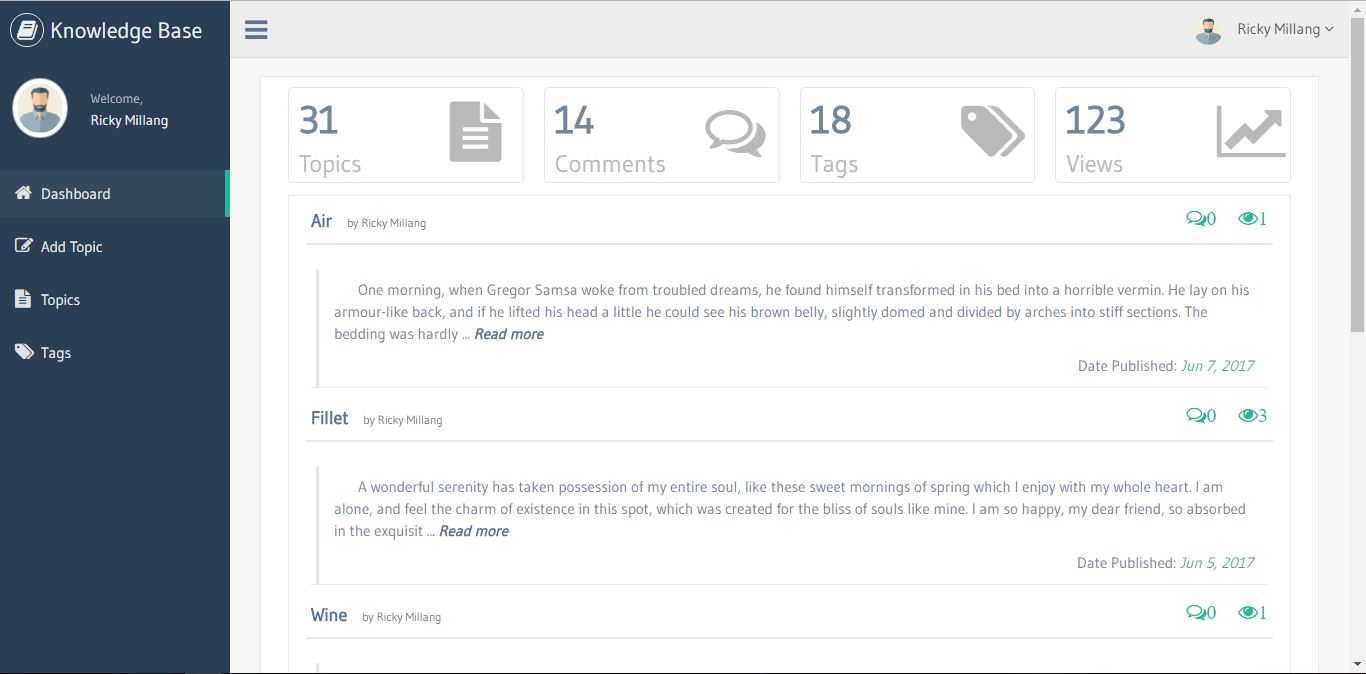 Knowledge Base
Ricky Millang
Welcome,
Ricky Millang
Dashboard
Add Topic
Topics
Tags
31
Topics
14
Comments
18
Tags
123
Views
Air by Ricky Millang 0 1
One morning, when Gregor Samsa woke from troubled dreams, he found himself transformed in his bed into a horrible vermin. He lay on his
armour-like back, and if he lifted his head a little he could see his brown belly, slightly domed and divided by arches into stiff sections. The
bedding was hardly ... Read more
Date Published: Jun 7, 2017
Fillet by Ricky Millang 0 3
A wonderful serenity has taken possession of my entire soul, like these sweet mornings of spring which I enjoy with my whole heart. I am
alone, and feel the charm of existence in this spot, which was created for the bliss of souls like mine. I am so happy, my dear friend, so absorbed
in the exquisit ... Read more
Date Published: Jun 5, 2017
Wine by Ricky Millang 0 1